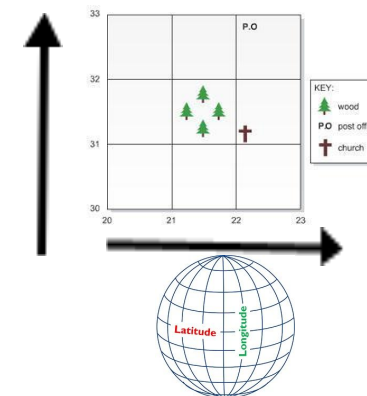 33
P.O
32
KEY:
wood
P.O post off
31
church
30
20 21 22 23
Latitude
Longitude